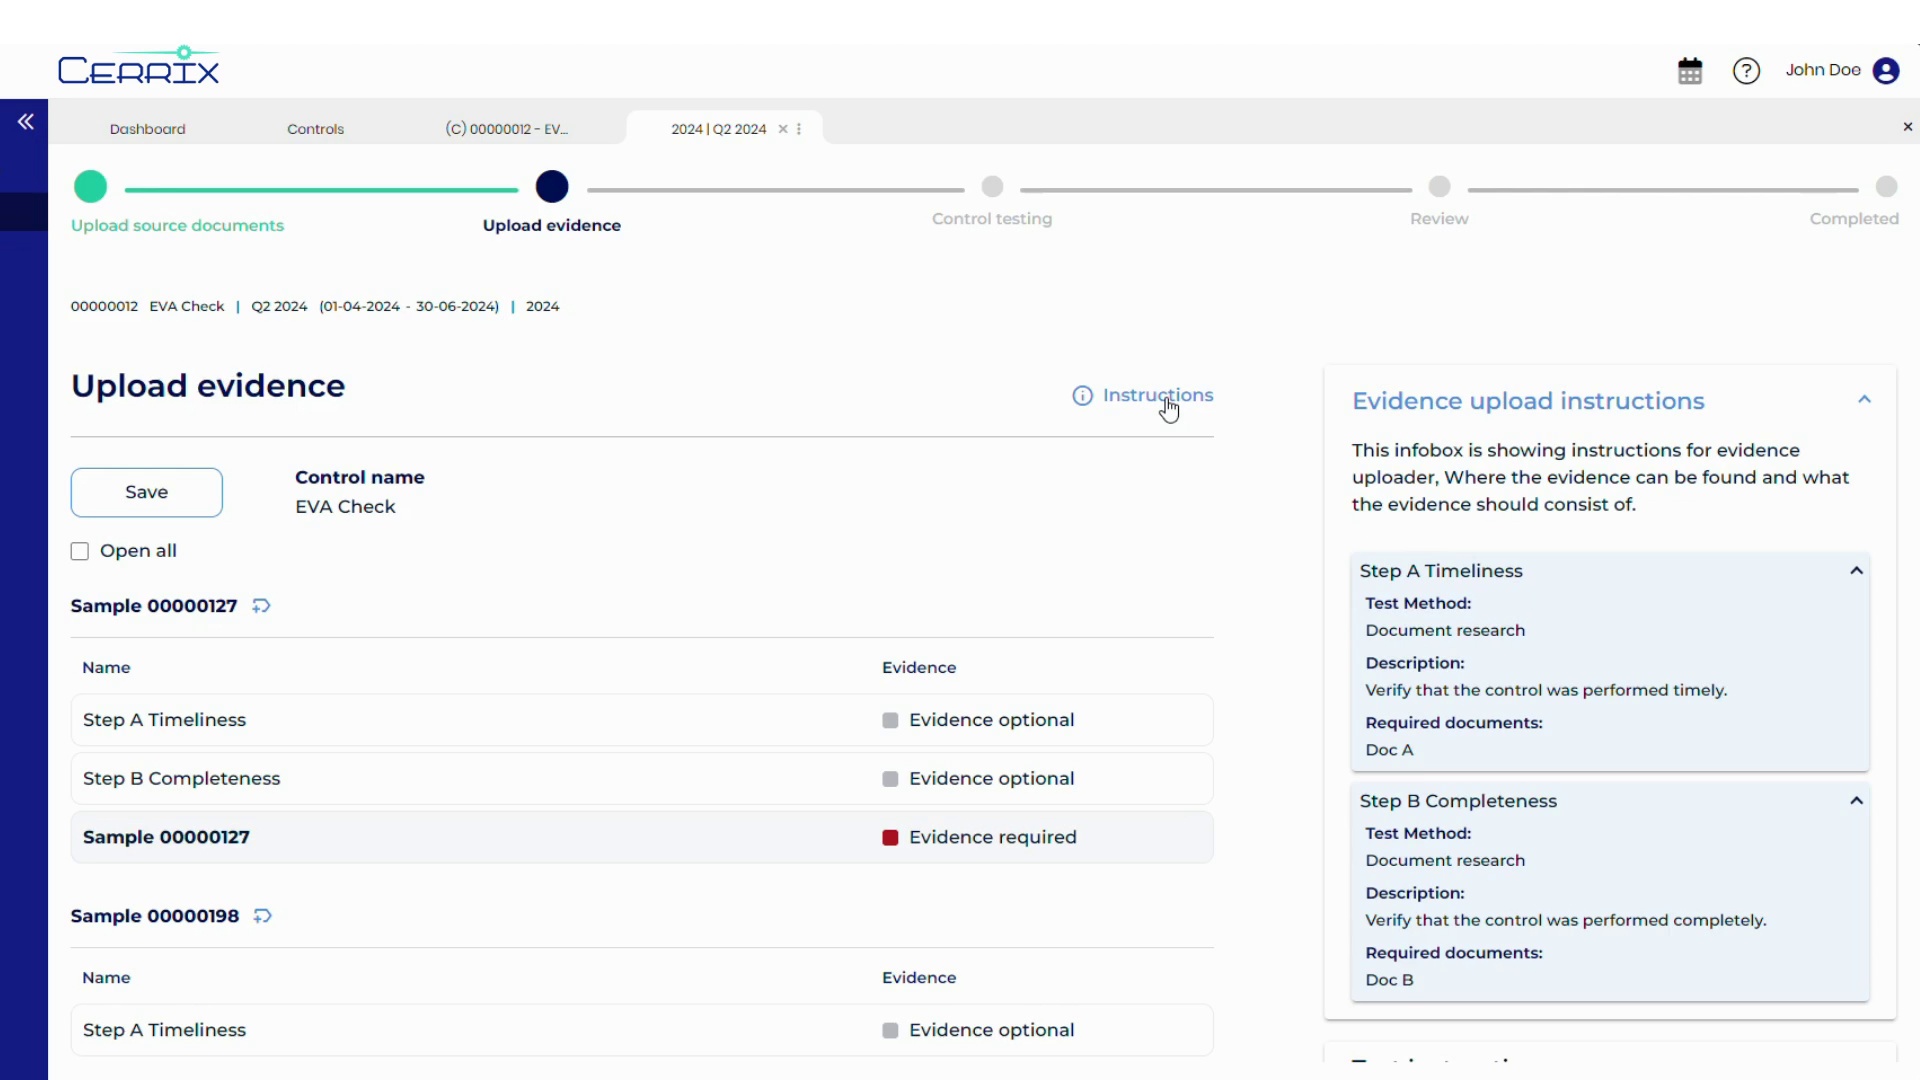 CERRIX
John Doe
Dashboard
Controls
(C) 00000012 - EV...
2024 | Q2 2024
Upload source documents
Upload evidence
Control testing
Review
Completed
00000012 EVA Check | Q2 2024 (01-04-2024 - 30-06-2024) | 2024
Upload evidence
Instructions
Save
Control name
EVA Check
Open all
Sample 00000127
Name Evidence
Step A Timeliness Evidence optional
Step B Completeness Evidence optional
Sample 00000127 Evidence required
Sample 00000198
Name Evidence
Step A Timeliness Evidence optional
Evidence upload instructions
This infobox is showing instructions for evidence
uploader, Where the evidence can be found and what
the evidence should consist of.
Step A Timeliness
Test Method:
Document research
Description:
Verify that the control was performed timely.
Required documents:
Doc A
Step B Completeness
Test Method:
Document research
Description:
Verify that the control was performed completely.
Required documents:
Doc B